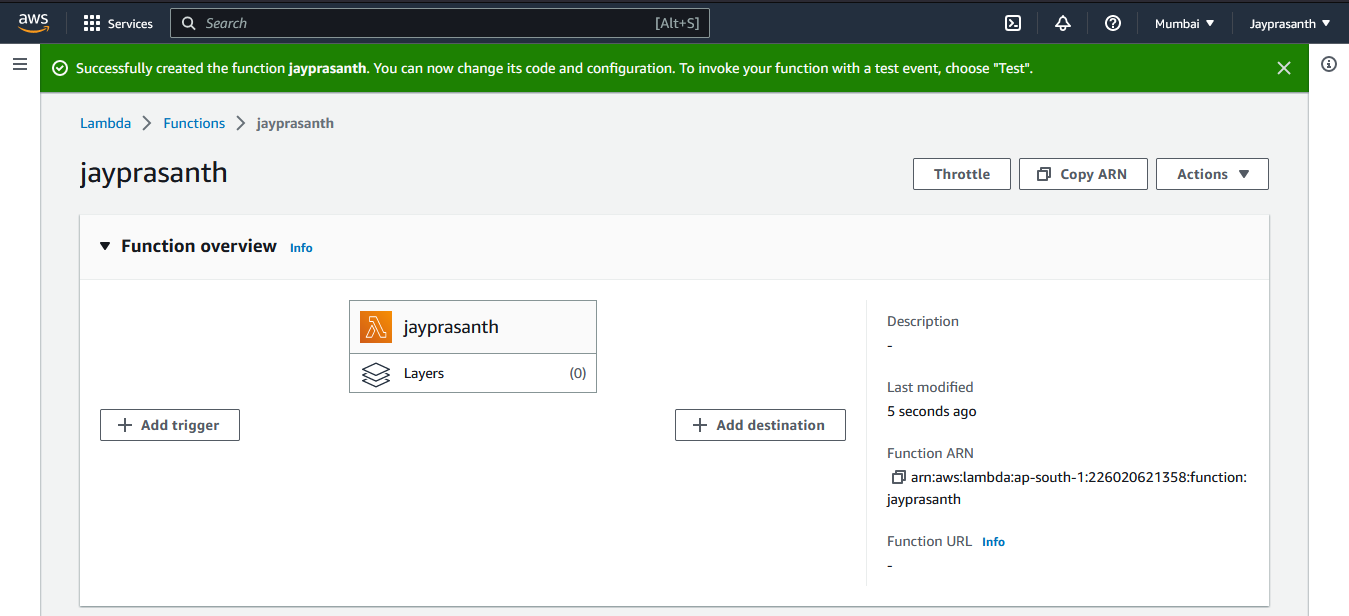 aws Services Search [Alt+S] Mumbai Jayprasanth
Successfully created the function jayprasanth. You can now change its code and configuration. To invoke your function with a test event, choose "Test".
Lambda Functions jayprasanth
jayprasanth Throttle Copy ARN Actions
Function overview Info
jayprasanth
Layers (0)
Add trigger
Add destination
Description
-
Last modified
5 seconds ago
Function ARN
arn:aws:lambda:ap-south-1:226020621358:function:
jayprasanth
Function URL Info
-